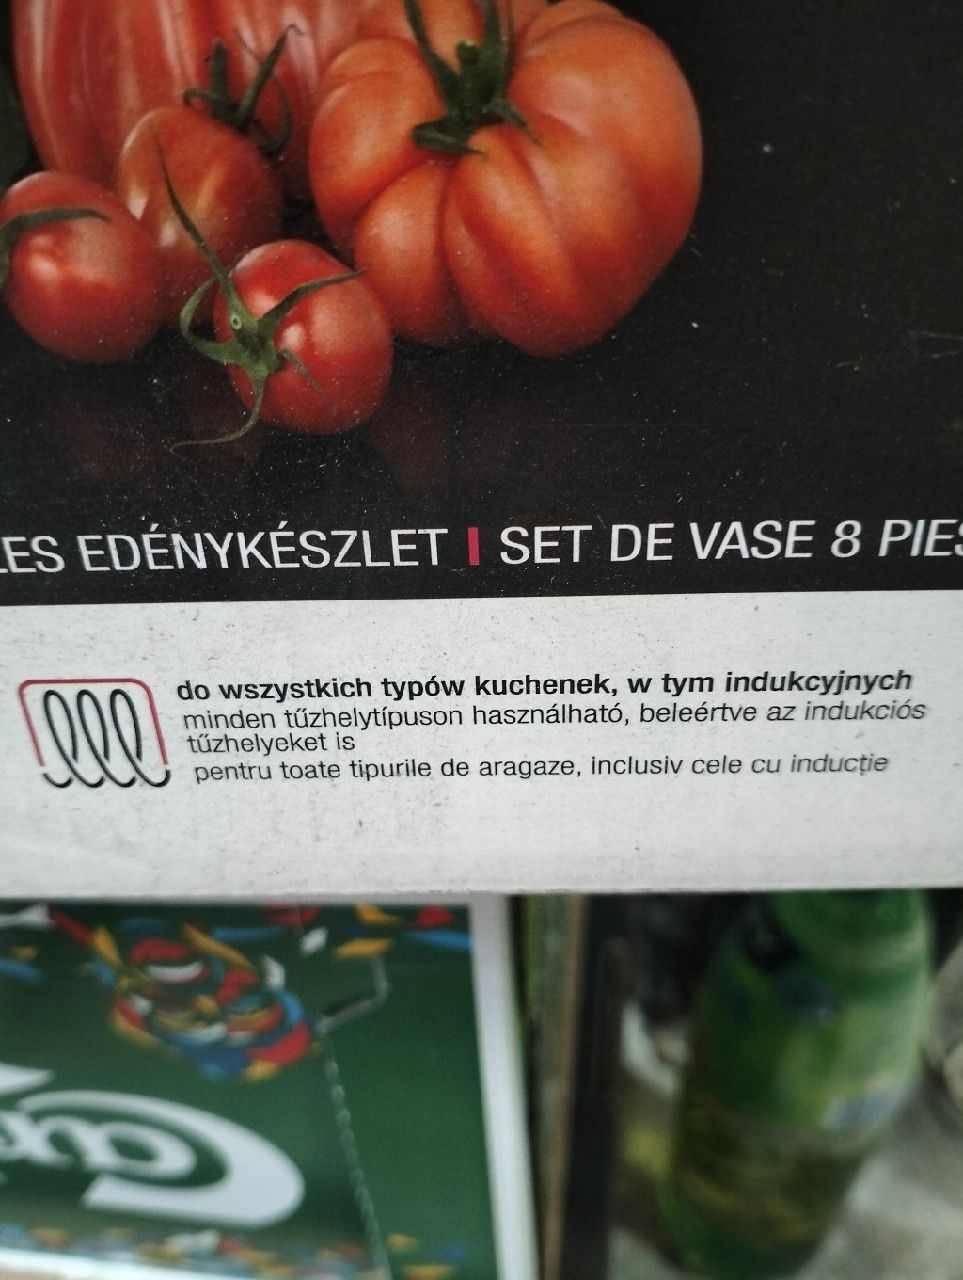 LES EDÉNYKÉSZLET | SET DE VASE 8 PIES
do wszystkich typów kuchenek, w tym indukcyjnych
minden tűzhelytípuson használható, beleértve az indukciós
tűzhelyeket is
pentru toate tipurile de aragaze, inclusiv cele cu inducție